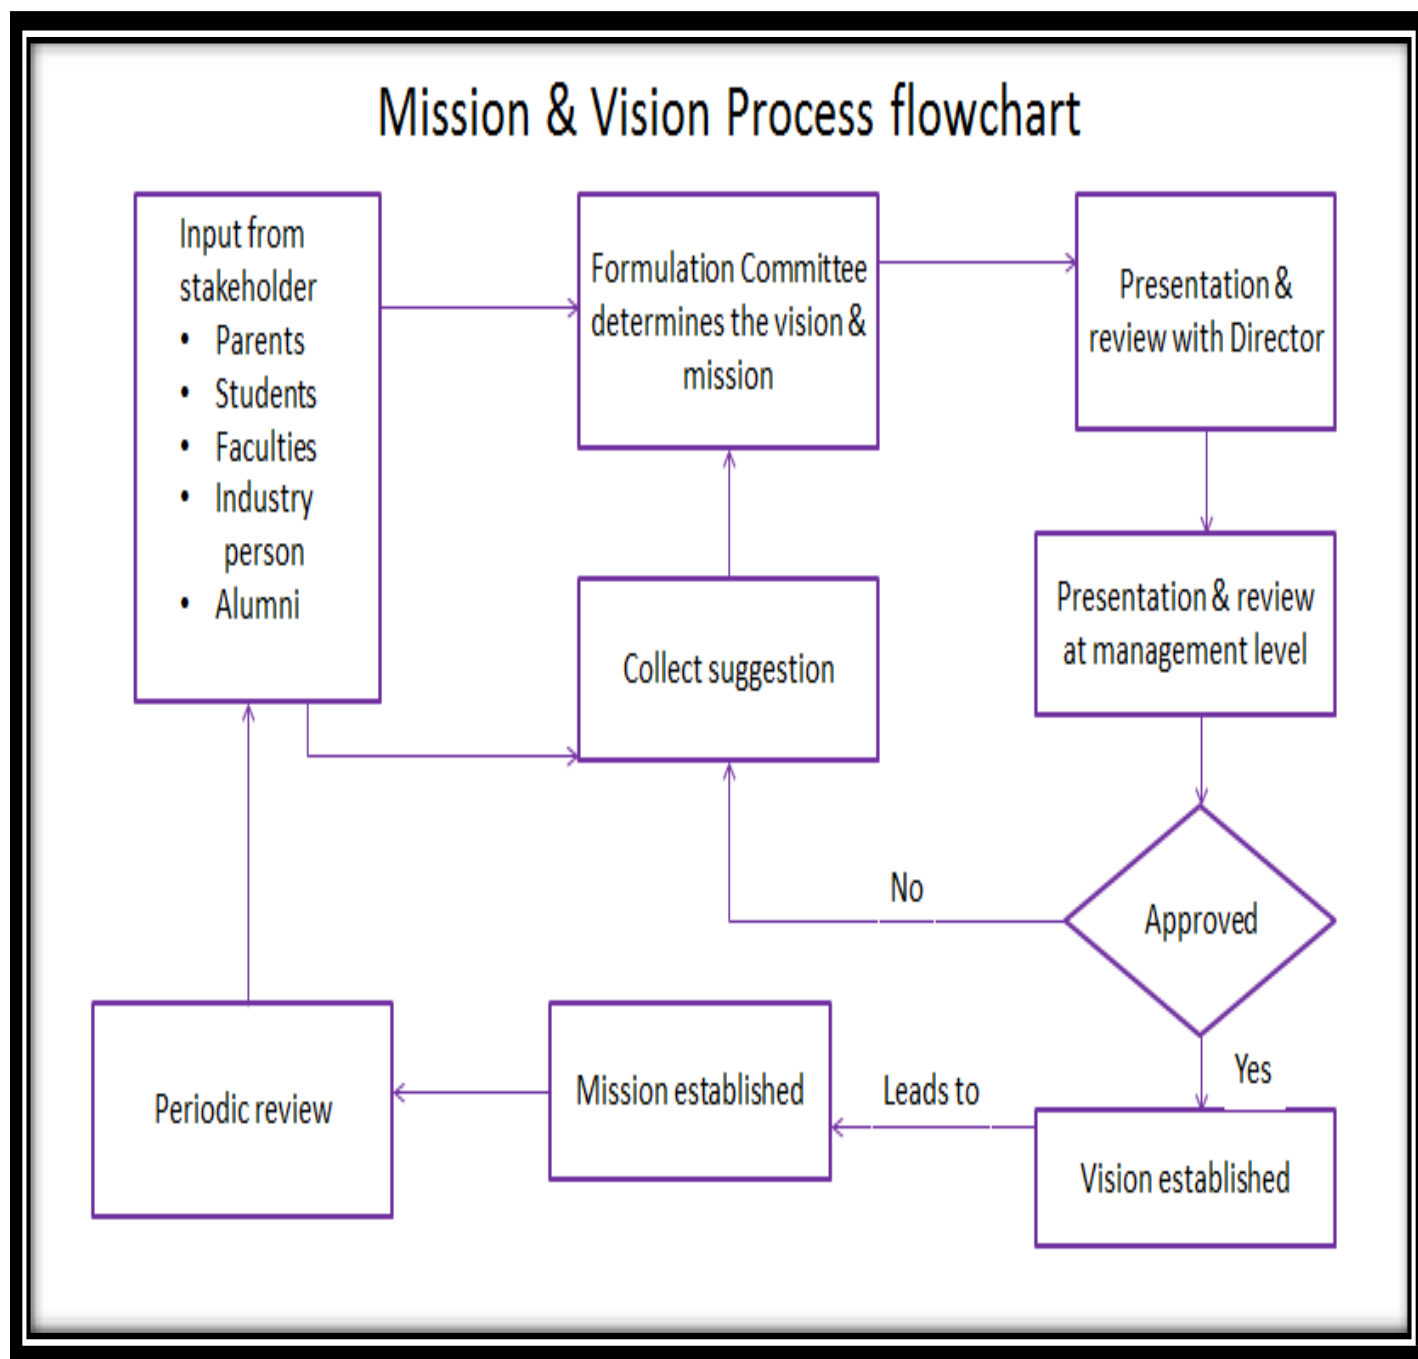 Mission & Vision Process flowchart
Input from
stakeholder
• Parents
• Students
• Faculties
• Industry
person
• Alumni
Formulation Committee
determines the vision &
mission
Presentation &
review with Director
Collect suggestion
Presentation & review
at management level
No
Approved
Yes
Periodic review
Mission established
Leads to
Vision established